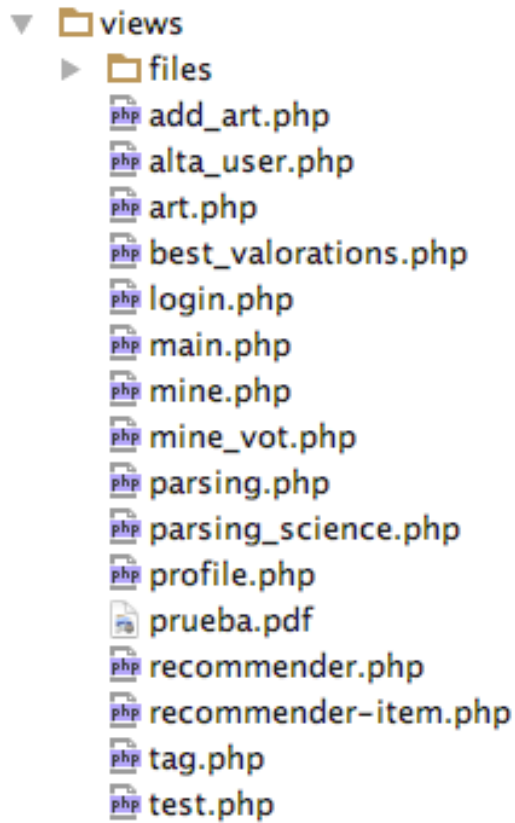 views
files
add_art.php
alta_user.php
art.php
best_valorations.php
login.php
main.php
mine.php
mine_vot.php
parsing.php
parsing_science.php
profile.php
prueba.pdf
recommender.php
recommender-item.php
tag.php
test.php